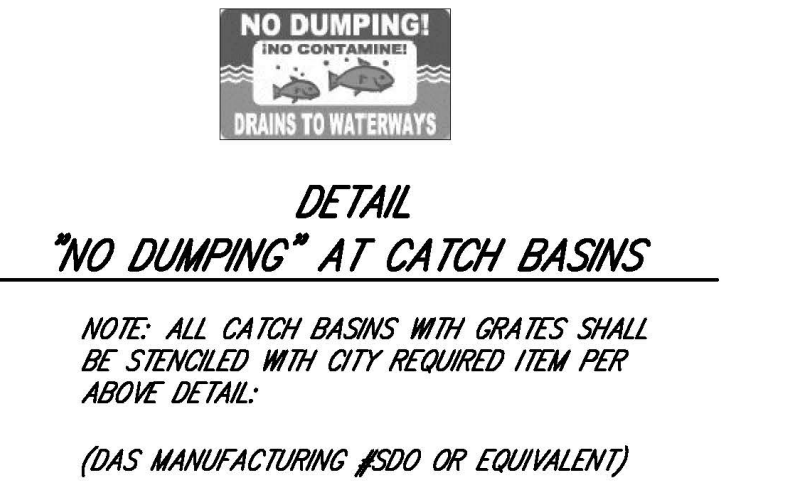 NO DUMPING!
¡NO CONTAMINE!
DRAINS TO WATERWAYS
DETAIL
"NO DUMPING" AT CATCH BASINS
NOTE: ALL CATCH BASINS WITH GRATES SHALL
BE STENCILED WITH CITY REQUIRED ITEM PER
ABOVE DETAIL:
(DAS MANUFACTURING #SDO OR EQUIVALENT)